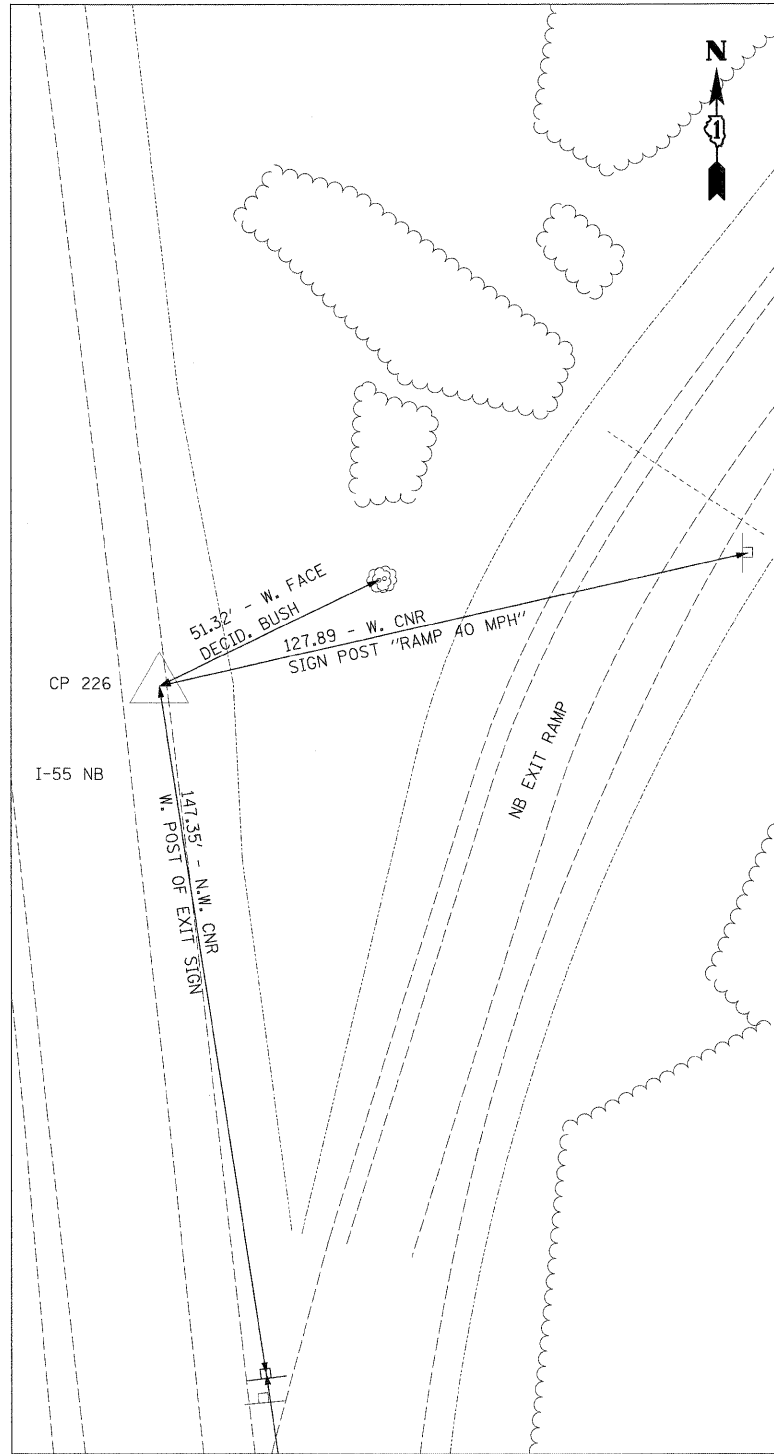 N
1
51.32' - W. FACE
DECID. BUSH
127.89 - W. CNR
SIGN POST "RAMP 40 MPH"
CP 226
I-55 NB
NB EXIT RAMP
147.35' - N.W. CNR
W. POST OF EXIT SIGN